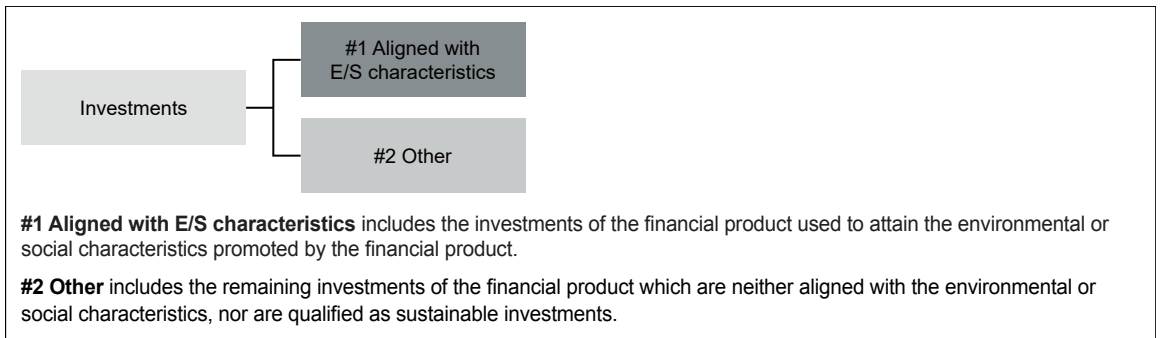 #1 Aligned with
E/S characteristics
Investments
#2 Other
#1 Aligned with E/S characteristics includes the investments of the financial product used to attain the environmental or
social characteristics promoted by the financial product.
#2 Other includes the remaining investments of the financial product which are neither aligned with the environmental or
social characteristics, nor are qualified as sustainable investments.